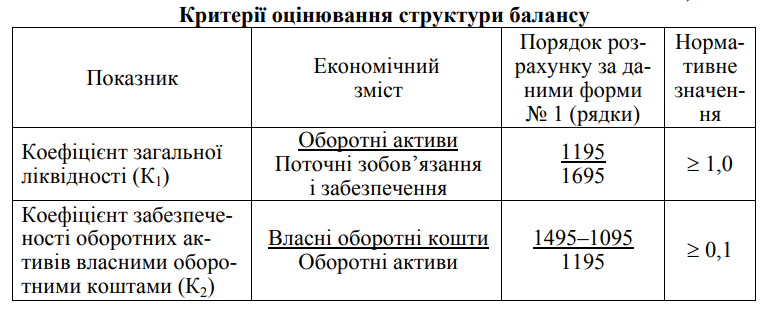 Критерії оцінювання структури балансу
Показник
Економічний
зміст
Порядок роз-
рахунку за да-
ними форми
№ 1 (рядки)
Норма-
тивне
значен-
ня
Коефіцієнт загальної
ліквідності (К1)
Оборотні активи
Поточні зобов’язання
і забезпечення
1195
1695
≥ 1,0
Коефіцієнт забезпече-
ності оборотних ак-
тивів власними оборо-
тними коштами (К2)
Власні оборотні кошти
Оборотні активи
1495–1095
1195
≥ 0,1